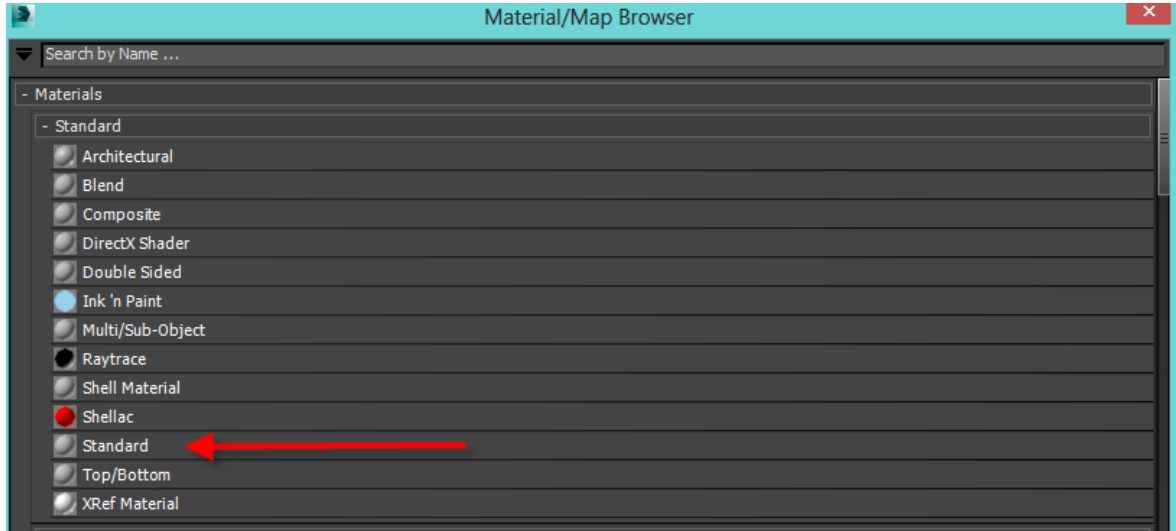 Material/Map Browser
Search by Name ...
- Materials
- Standard
Architectural
Blend
Composite
DirectX Shader
Double Sided
Ink 'n Paint
Multi/Sub-Object
Raytrace
Shell Material
Shellac
Standard
Top/Bottom
XRef Material